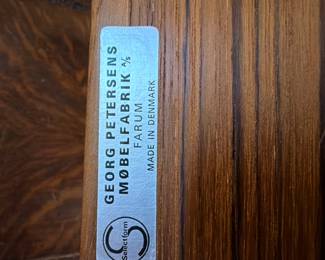 GEORG PETERSENS
MØBELFABRIK A/S
FARUM
MADE IN DENMARK
Selectform